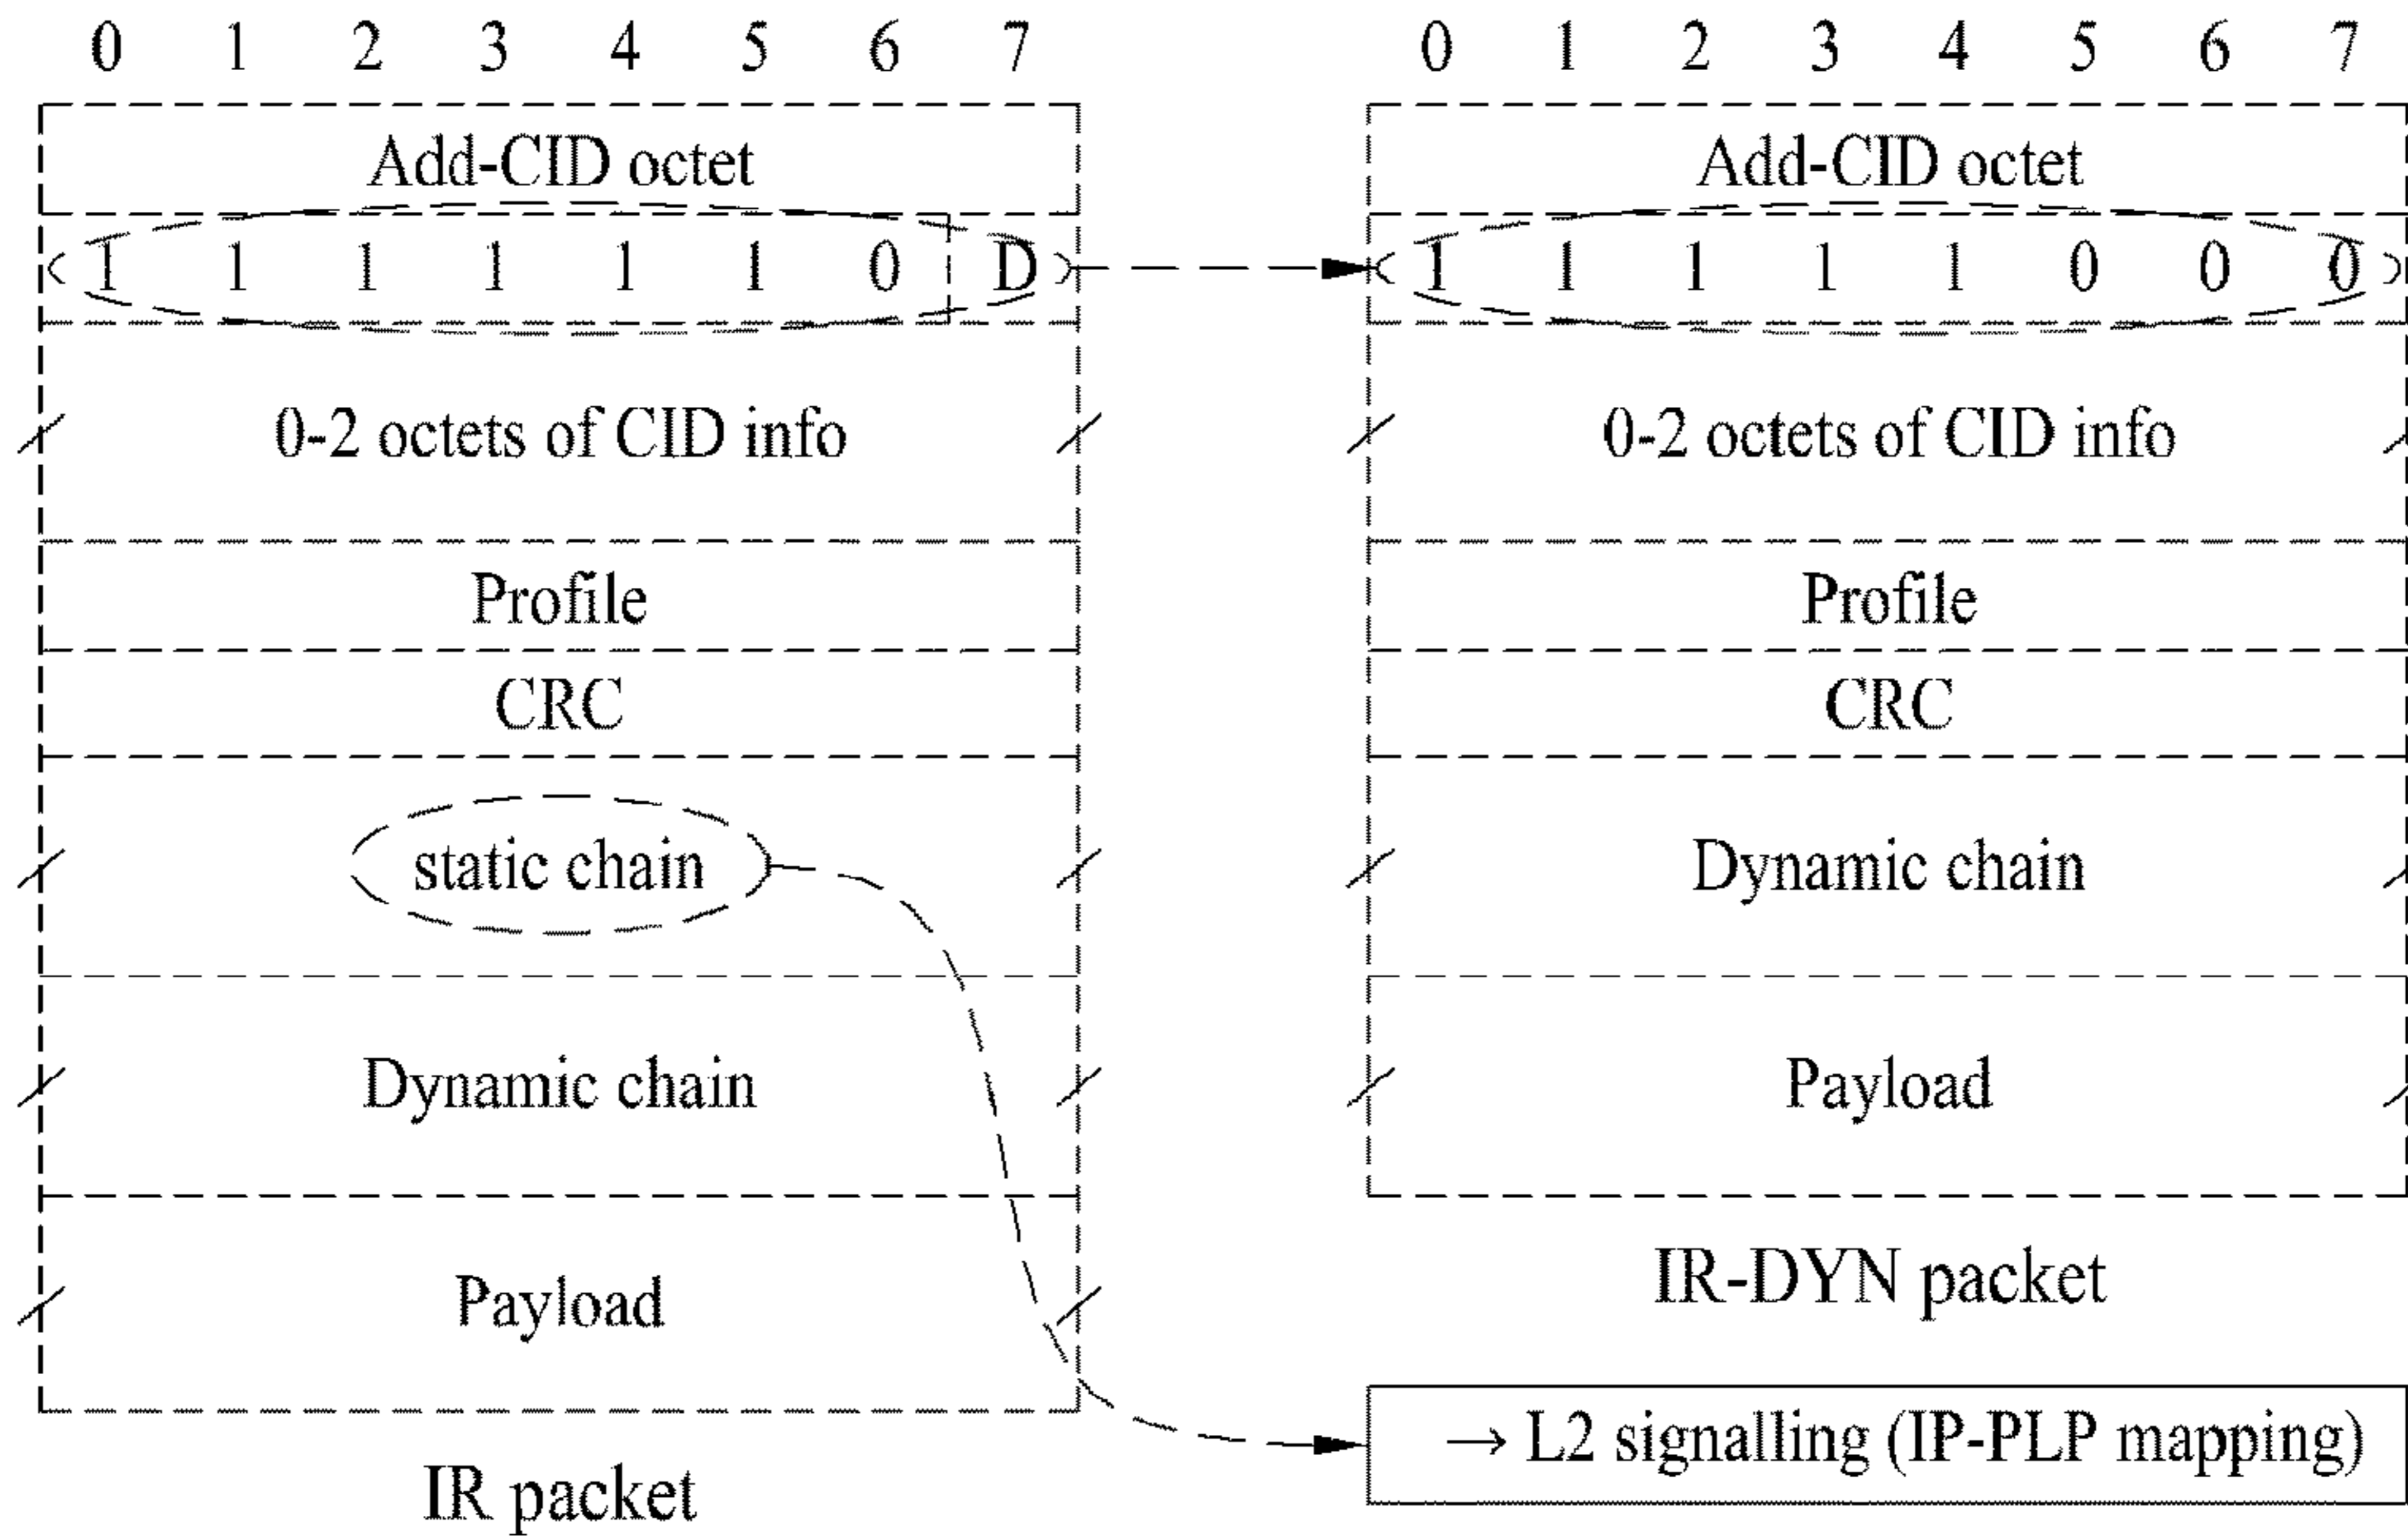 0 1 2 3 4 5 6 7
Add-CID octet
1 1 1 1 1 1 0 D
0-2 octets of CID info
Profile
CRC
static chain
Dynamic chain
Payload
IR packet
0 1 2 3 4 5 6 7
Add-CID octet
1 1 1 1 1 0 0 0
0-2 octets of CID info
Profile
CRC
Dynamic chain
Payload
IR-DYN packet
→ L2 signalling (IP-PLP mapping)